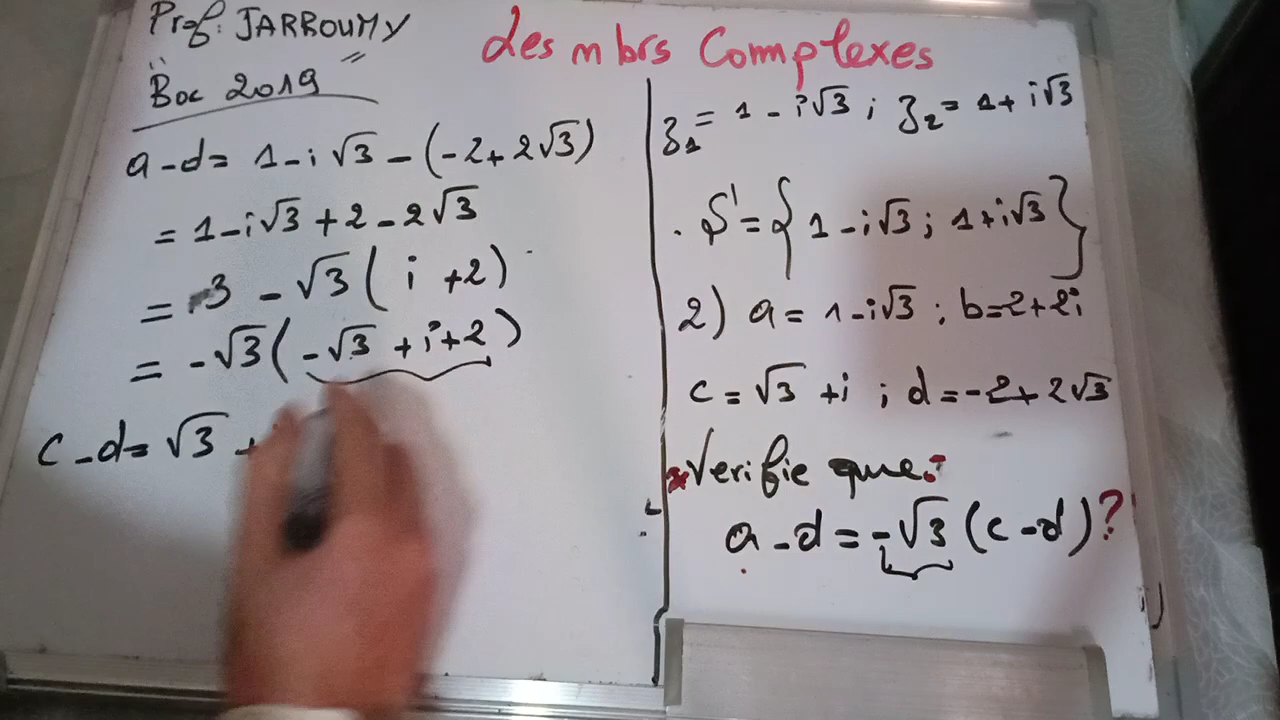 Prof: JARROUMY
Bac 2019
des mbrs Complexes
a-d= 1-i√3-(-2+2√3)
= 1-i√3+2-2√3
= 3-√3(i+2)
= -√3(-√3+i+2)
c-d= √3+
z₁= 1-i√3; z₂= 1+i√3
. S'={1-i√3; 1+i√3}
2) a= 1-i√3; b=2+2i
c=√3+i; d=-2+2√3
*Verifie que:
a-d=-√3(c-d)?